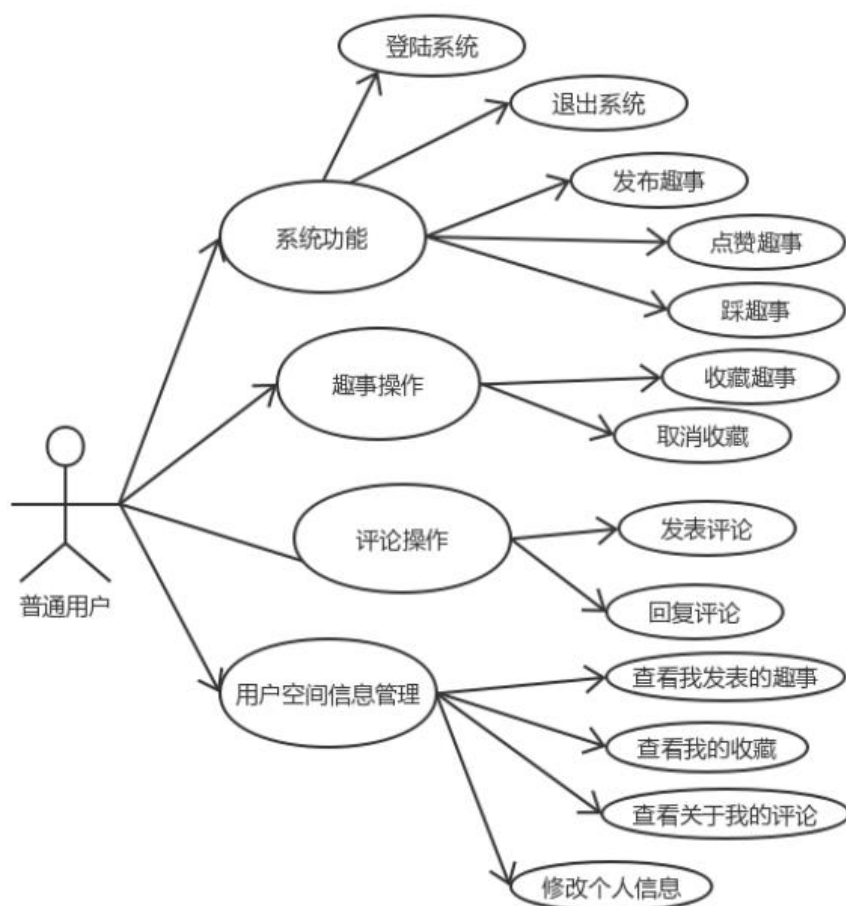 登陆系统
退出系统
发布趣事
系统功能
点赞趣事
踩趣事
趣事操作
收藏趣事
取消收藏
发表评论
评论操作
普通用户
回复评论
查看我发表的趣事
用户空间信息管理
查看我的收藏
查看关于我的评论
修改个人信息